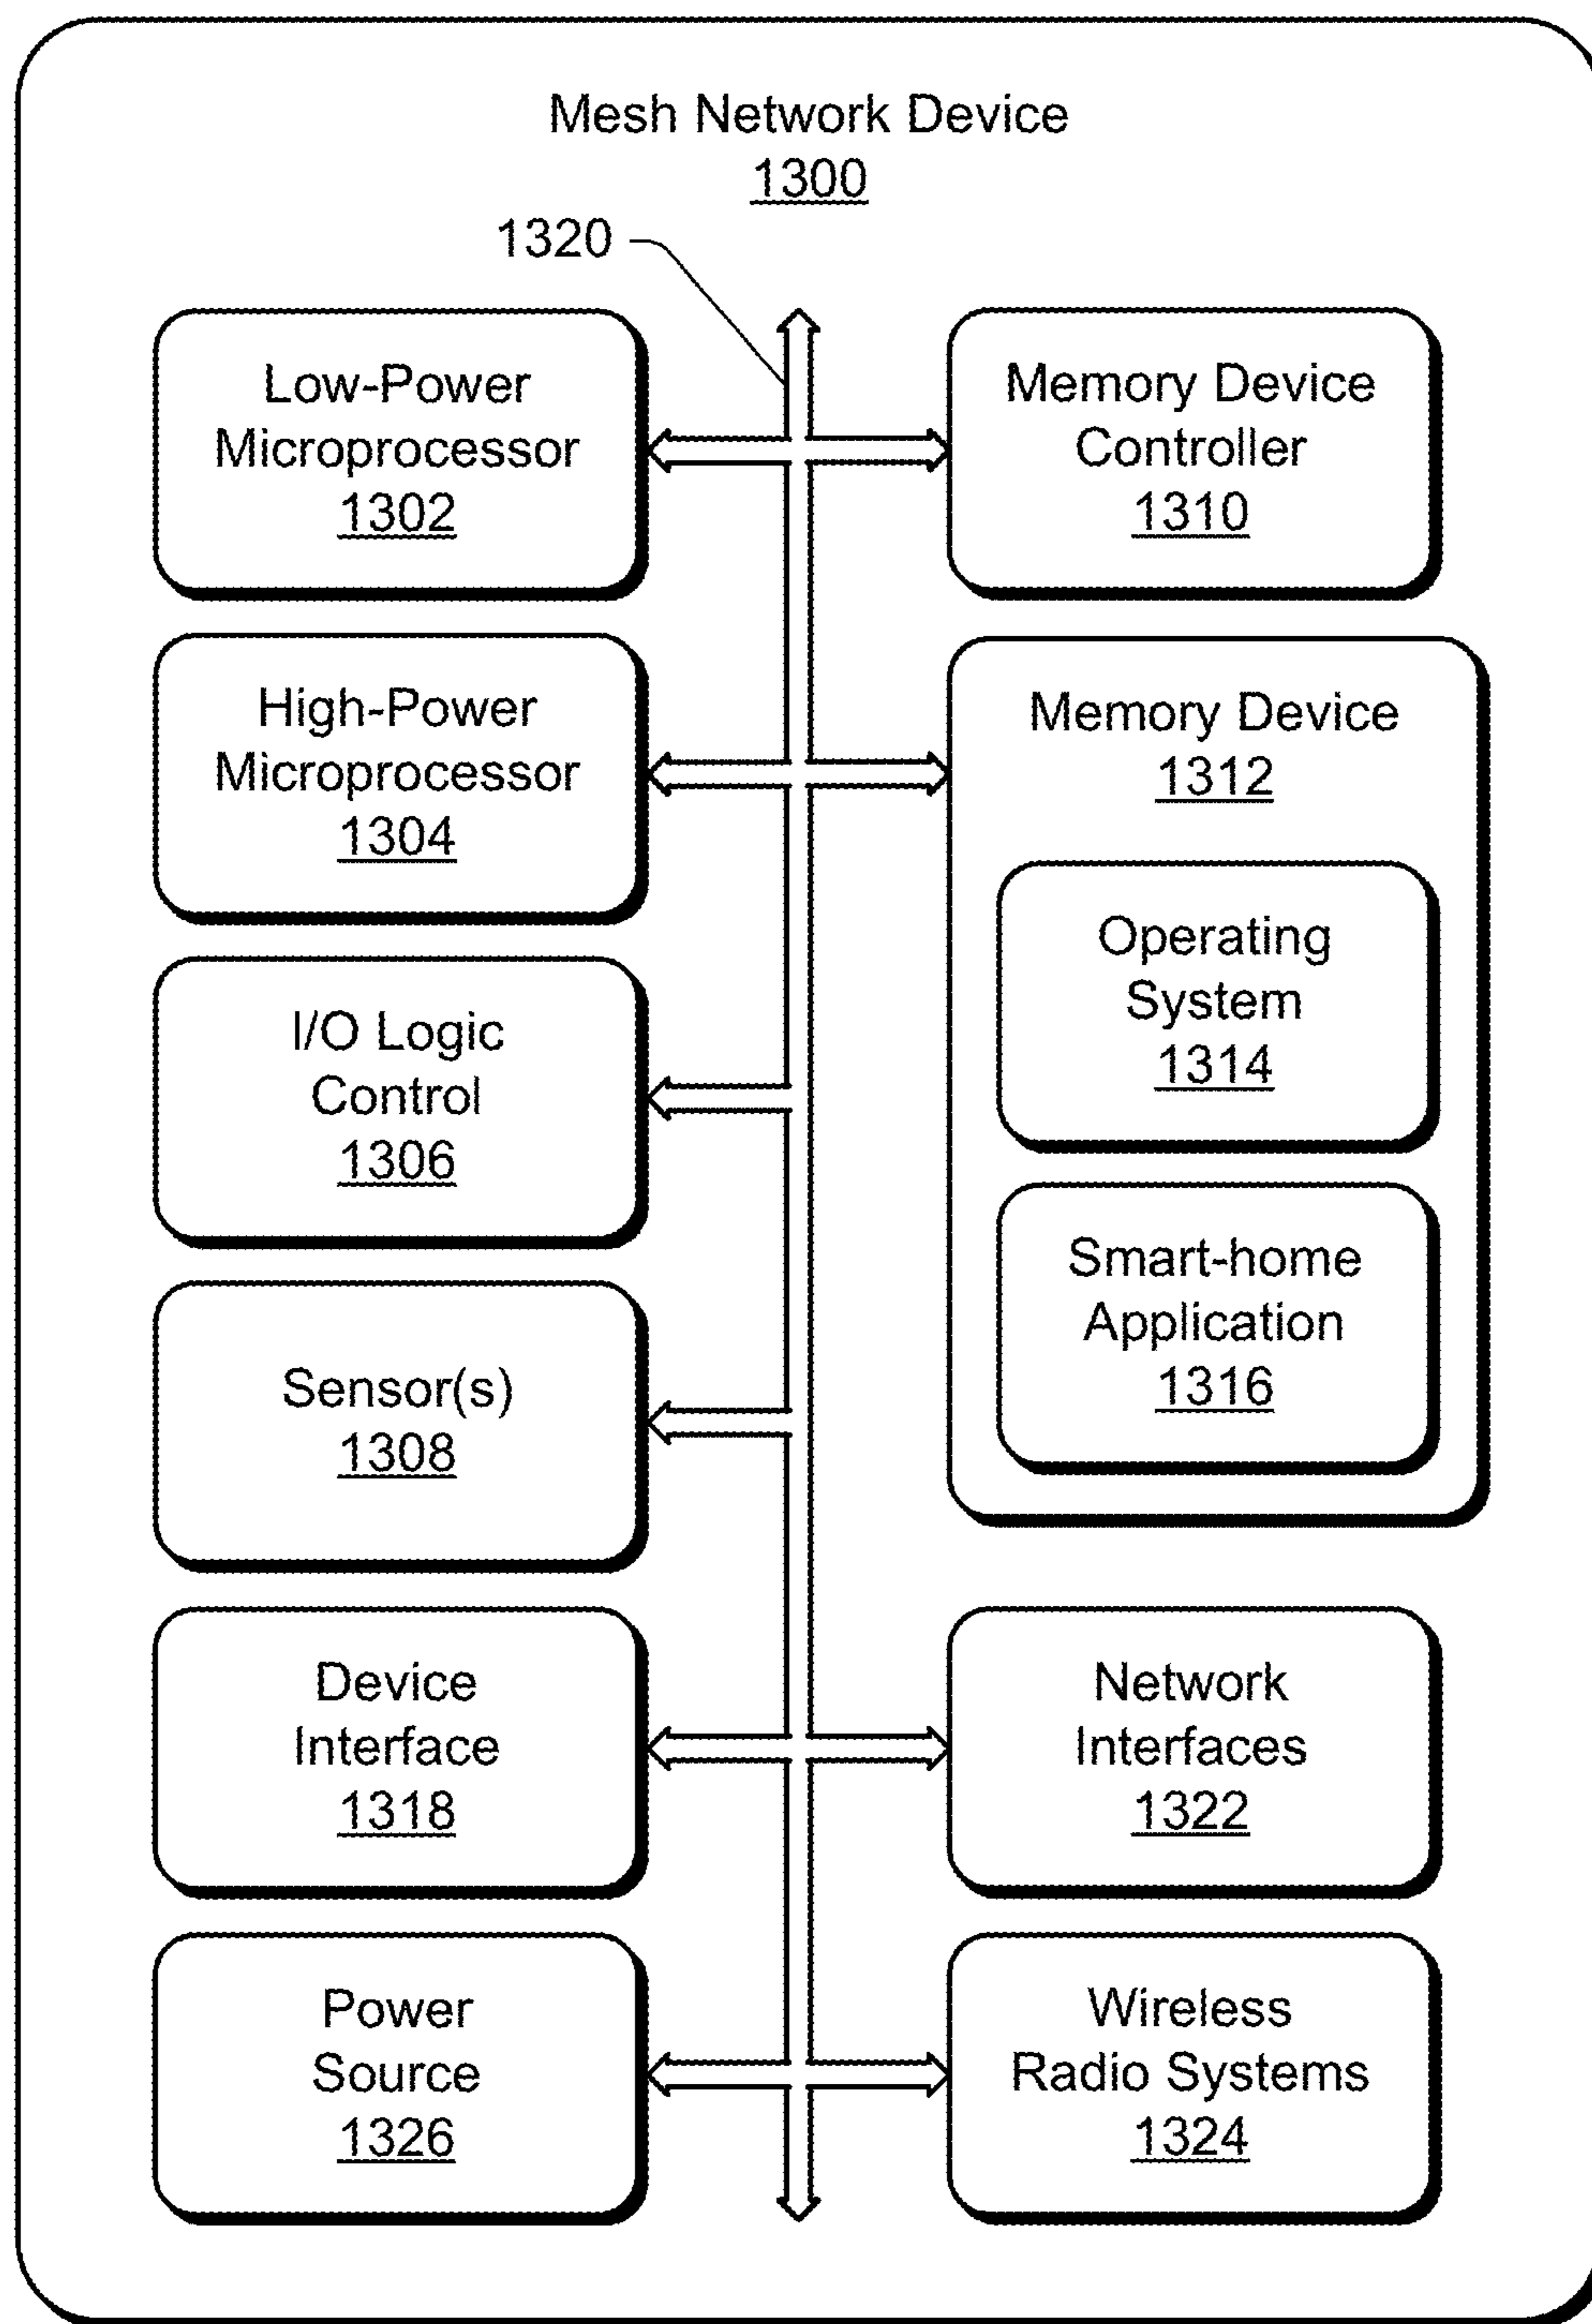 Mesh Network Device
1300
1320
Low-Power
Microprocessor
1302
Memory Device
Controller
1310
High-Power
Microprocessor
1304
Memory Device
1312
Operating
System
1314
I/O Logic
Control
1306
Smart-home
Application
1316
Sensor(s)
1308
Device
Interface
1318
Network
Interfaces
1322
Power
Source
1326
Wireless
Radio Systems
1324